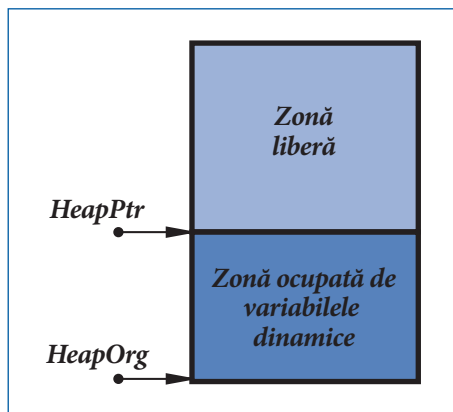 Zonă
liberă
HeapPtr
Zonă ocupată de
variabilele
dinamice
HeapOrg